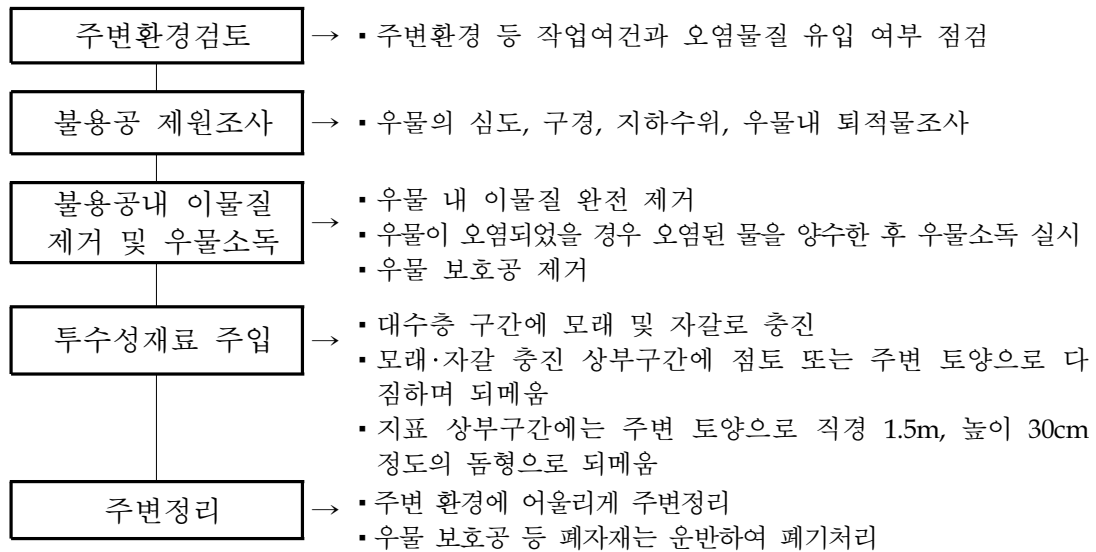 주변환경검토 → ▪ 주변환경 등 작업여건과 오염물질 유입 여부 점검
불용공 제원조사 → ▪ 우물의 심도, 구경, 지하수위, 우물내 퇴적물조사
불용공내 이물질
제거 및 우물소독
→ ▪ 우물 내 이물질 완전 제거
▪ 우물이 오염되었을 경우 오염된 물을 양수한 후 우물소독 실시
▪ 우물 보호공 제거
투수성재료 주입
→ ▪ 대수층 구간에 모래 및 자갈로 충진
▪ 모래·자갈 충진 상부구간에 점토 또는 주변 토양으로 다
짐하며 되메움
▪ 지표 상부구간에는 주변 토양으로 직경 1.5m, 높이 30cm
정도의 돔형으로 되메움
주변정리
→ ▪ 주변 환경에 어울리게 주변정리
▪ 우물 보호공 등 폐자재는 운반하여 폐기처리